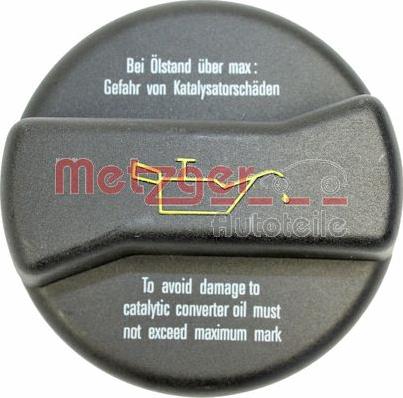 Bei Ölstand über max:
Gefahr von Katalysatorschäden
Metzger
Autoteile
To avoid damage to
catalytic converter oil must
not exceed maximum mark